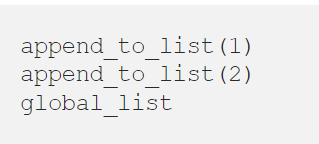 append_to_list(1)
append_to_list(2)
global_list